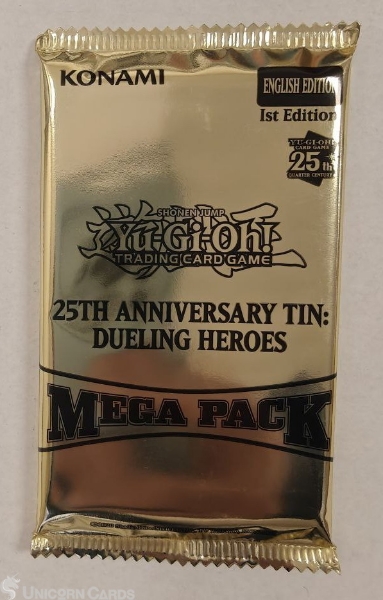 KONAMI
ENGLISH EDITION
1st Edition
YU-GI-OH!
CARD GAME
25th
QUARTER CENTURY
SHONEN JUMP
Yu-Gi-Oh!
TRADING CARD GAME
25TH ANNIVERSARY TIN:
DUELING HEROES
MEGA PACK
UNICORN CARDS